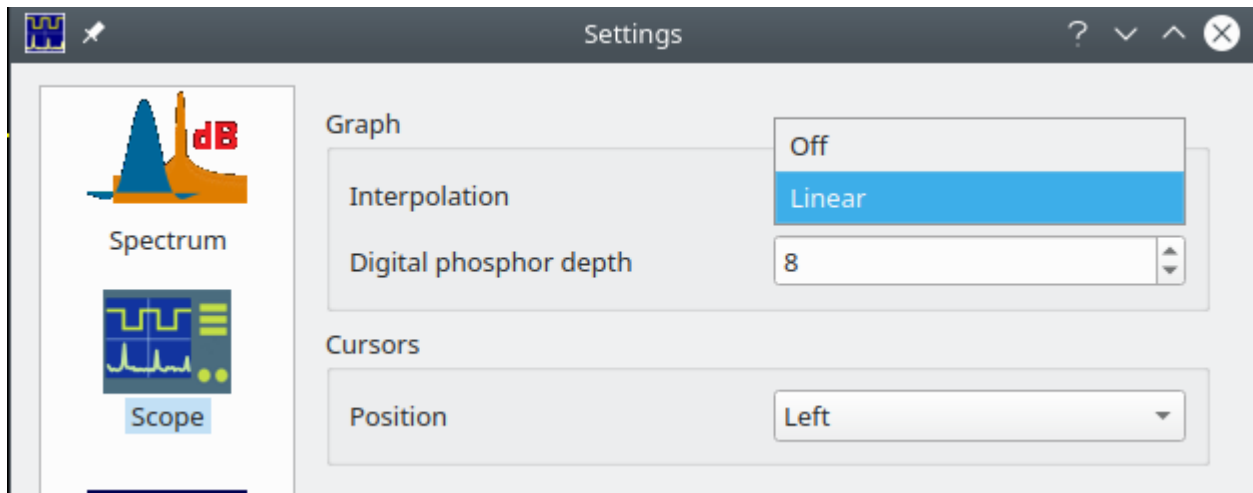 Settings
?
dB
Spectrum
Scope
Graph
Interpolation
Off
Linear
Digital phosphor depth 8
Cursors
Position Left